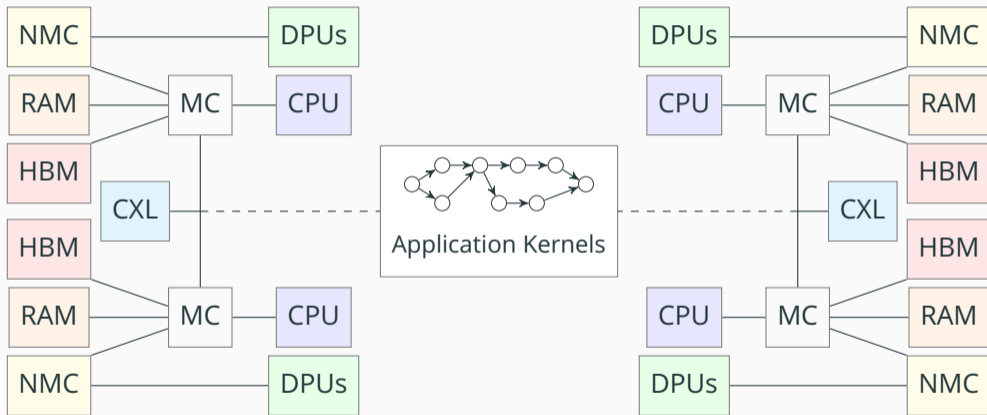 NMC DPUs DPUs NMC
RAM MC CPU CPU MC RAM
HBM HBM
CXL CXL
Application Kernels
HBM HBM
RAM MC CPU CPU MC RAM
NMC DPUs DPUs NMC